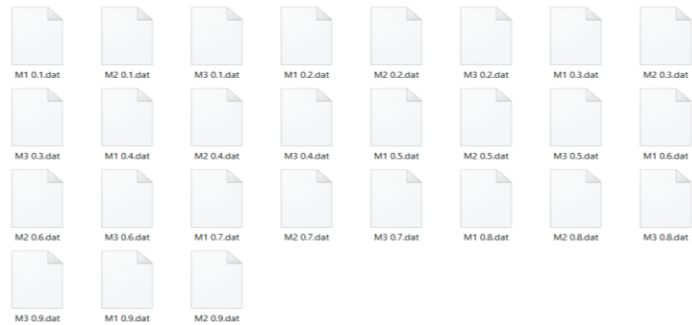 M1 0.1.dat M2 0.1.dat M3 0.1.dat M1 0.2.dat M2 0.2.dat M3 0.2.dat M1 0.3.dat M2 0.3.dat
M3 0.3.dat M1 0.4.dat M2 0.4.dat M3 0.4.dat M1 0.5.dat M2 0.5.dat M3 0.5.dat M1 0.6.dat
M2 0.6.dat M3 0.6.dat M1 0.7.dat M2 0.7.dat M3 0.7.dat M1 0.8.dat M2 0.8.dat M3 0.8.dat
M3 0.9.dat M1 0.9.dat M2 0.9.dat